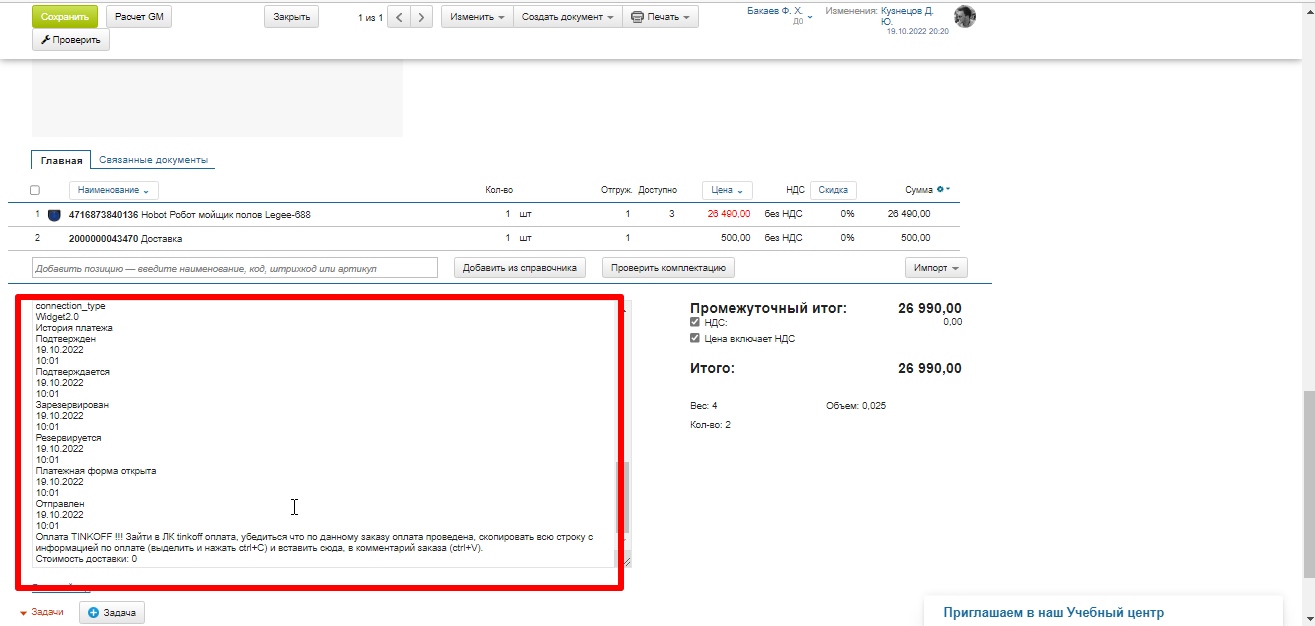 Сохранить
Расчет GM
Закрыть
1 из 1
Изменить
Создать документ
Печать
Бакаев Ф. Х.
ДО
Изменения: Кузнецов Д. Ю.
19.10.2022 20:20
Проверить
Главная
Связанные документы
Наименование
Кол-во
Отгруж.
Доступно
Цена
НДС
Скидка
Сумма
1 4716873840136 Hobot Робот мойщик полов Legee-688 1 шт 1 3 26 490,00 без НДС 0% 26 490,00
2 2000000043470 Доставка 1 шт 1 500,00 без НДС 0% 500,00
Добавить позицию — введите наименование, код, штрихкод или артикул
Добавить из справочника
Проверить комплектацию
Импорт
connection_type
Widget2.0
История платежа
Подтвержден
19.10.2022
10:01
Подтверждается
19.10.2022
10:01
Зарезервирован
19.10.2022
10:01
Резервируется
19.10.2022
10:01
Платежная форма открыта
19.10.2022
10:01
Отправлен
19.10.2022
10:01
Оплата TINKOFF !!! Зайти в ЛК tinkoff оплата, убедиться что по данному заказу оплата проведена, скопировать всю строку с
информацией по оплате (выделить и нажать ctrl+C) и вставить сюда, в комментарий заказа (ctrl+V).
Стоимость доставки: 0
Промежуточный итог: 26 990,00
НДС: 0,00
Цена включает НДС
Итого: 26 990,00
Вес: 4
Объем: 0,025
Кол-во: 2
Задачи
Задача
Приглашаем в наш Учебный центр